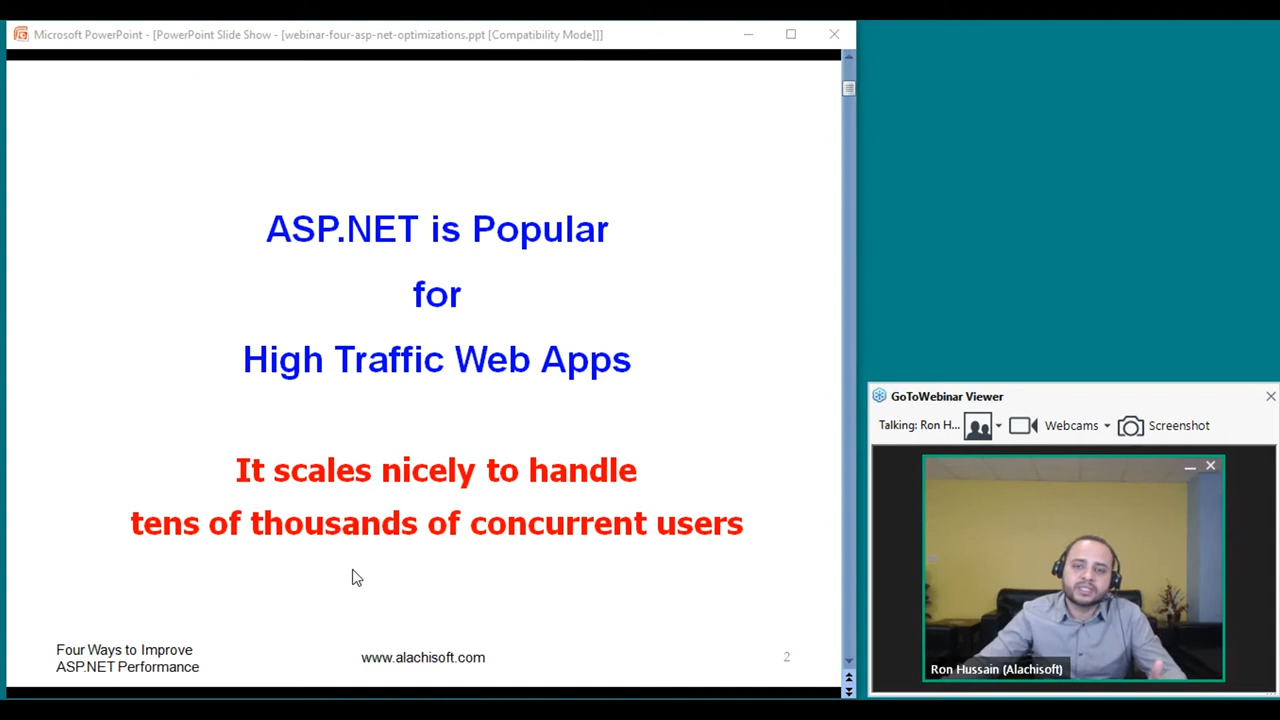 Microsoft PowerPoint - [PowerPoint Slide Show - [webinar-four-asp-net-optimizations.ppt [Compatibility Mode]]]
ASP.NET is Popular
for
High Traffic Web Apps
It scales nicely to handle
tens of thousands of concurrent users
Four Ways to Improve
ASP.NET Performance
www.alachisoft.com
2
GoToWebinar Viewer
Talking: Ron H...
Webcams
Screenshot
Ron Hussain (Alachisoft)